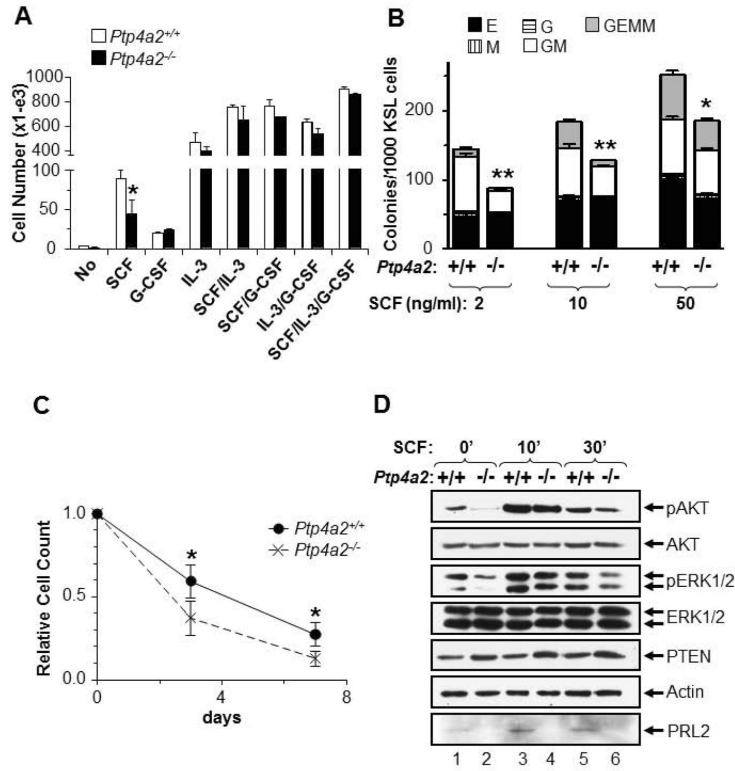 A
Ptp4a2+/+
Ptp4a2-/-
Cell Number (x1-e3)
1000
800
600
400
100
50
0
No
SCF
G-CSF
IL-3
SCF/IL-3
SCF/G-CSF
IL-3/G-CSF
SCF/IL-3/G-CSF
*
B
E G GEMM
M GM
Colonies/1000 KSL cells
200
100
0
** ** *
Ptp4a2: +/+ -/- +/+ -/- +/+ -/-
SCF (ng/ml): 2 10 50
C
Relative Cell Count
1.0
0.5
0.0
0 4 8
days
Ptp4a2+/+
Ptp4a2-/-
* *
D
SCF: 0' 10' 30'
Ptp4a2: +/+ -/- +/+ -/- +/+ -/-
pAKT
AKT
pERK1/2
ERK1/2
PTEN
Actin
PRL2
1 2 3 4 5 6